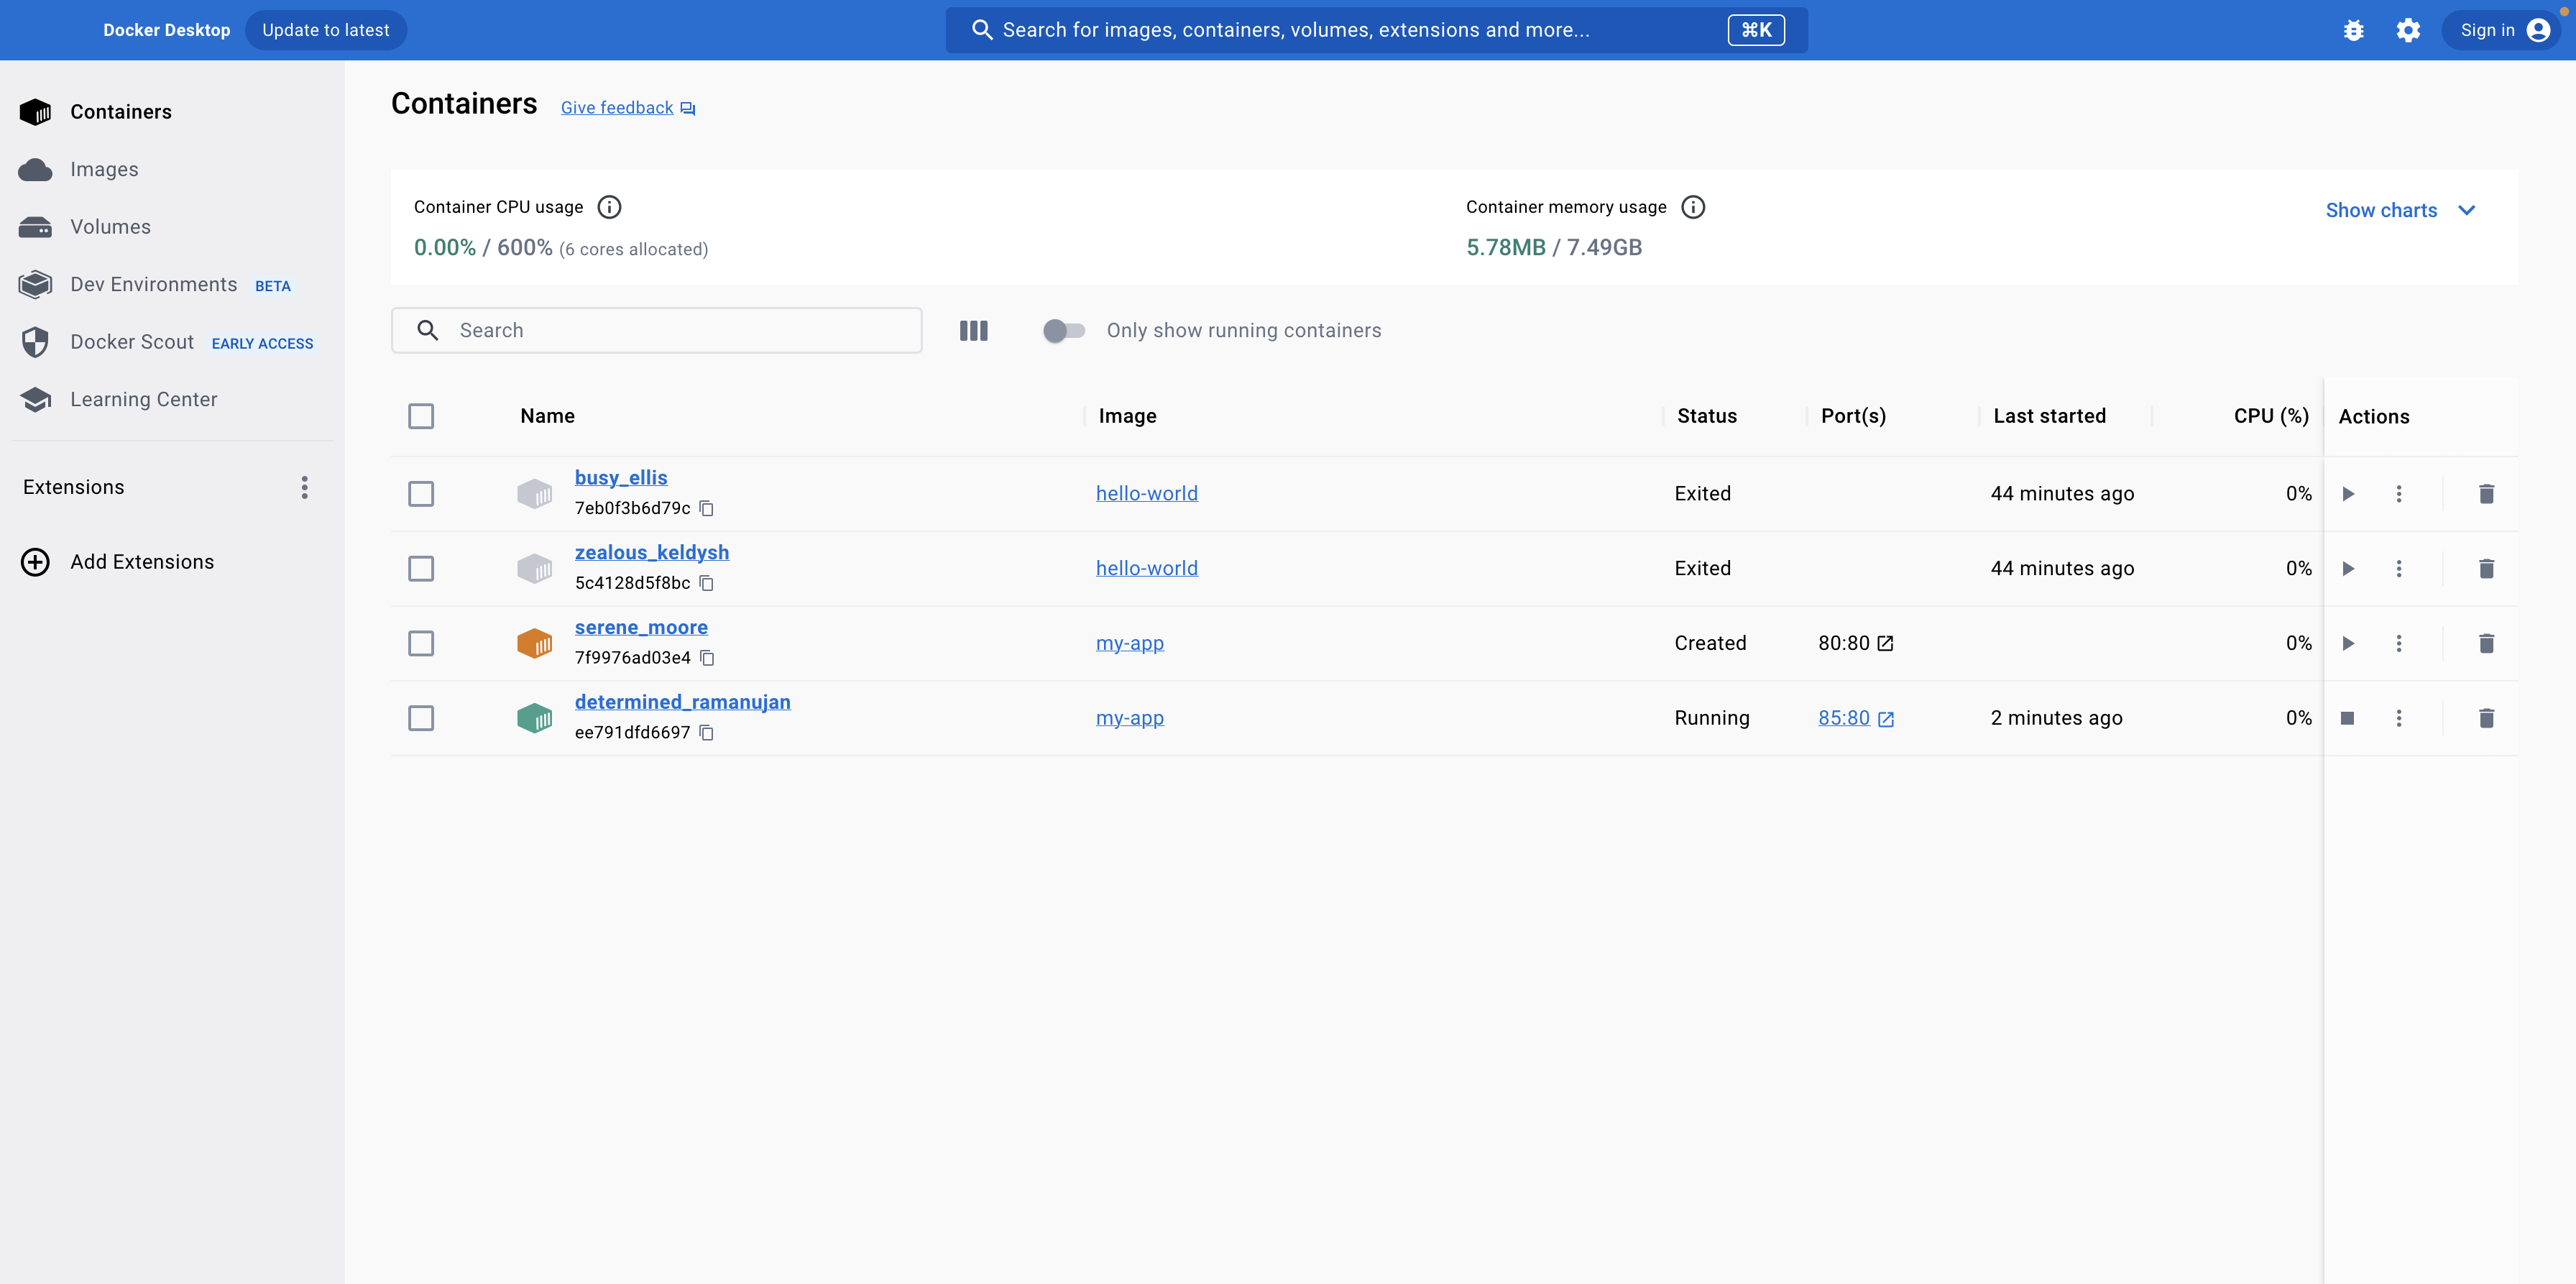 Docker Desktop Update to latest Search for images, containers, volumes, extensions and more... ⌘K Sign in
Containers
Images
Volumes
Dev Environments BETA
Docker Scout EARLY ACCESS
Learning Center
Extensions
Add Extensions
Containers Give feedback
Container CPU usage
0.00% / 600% (6 cores allocated)
Container memory usage
5.78MB / 7.49GB
Show charts
Search Only show running containers
Name Image Status Port(s) Last started CPU (%) Actions
busy_ellis
7eb0f3b6d79c
hello-world Exited 44 minutes ago 0%
zealous_keldysh
5c4128d5f8bc
hello-world Exited 44 minutes ago 0%
serene_moore
7f9976ad03e4
my-app Created 80:80 0%
determined_ramanujan
ee791dfd6697
my-app Running 85:80 2 minutes ago 0%